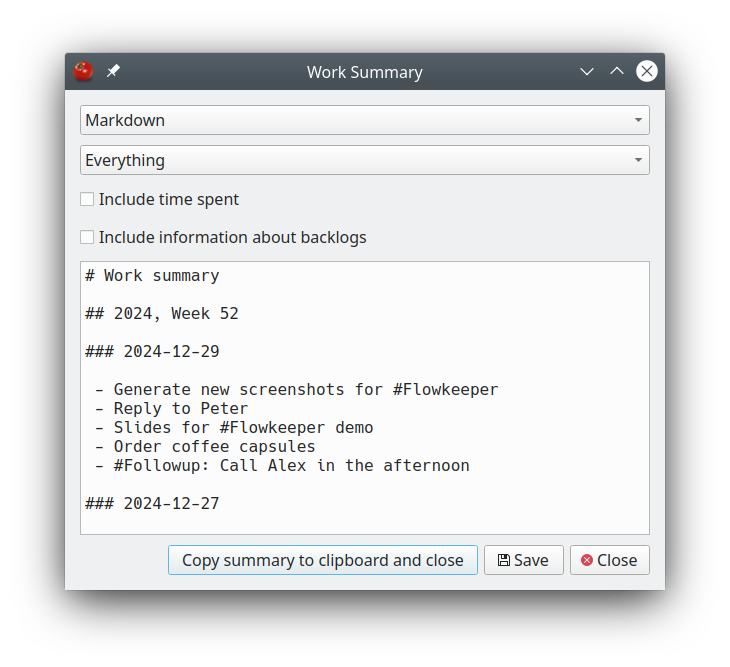 Work Summary
Markdown
Everything
Include time spent
Include information about backlogs
# Work summary
## 2024, Week 52
### 2024-12-29
- Generate new screenshots for #Flowkeeper
- Reply to Peter
- Slides for #Flowkeeper demo
- Order coffee capsules
- #Followup: Call Alex in the afternoon
### 2024-12-27
Copy summary to clipboard and close Save Close